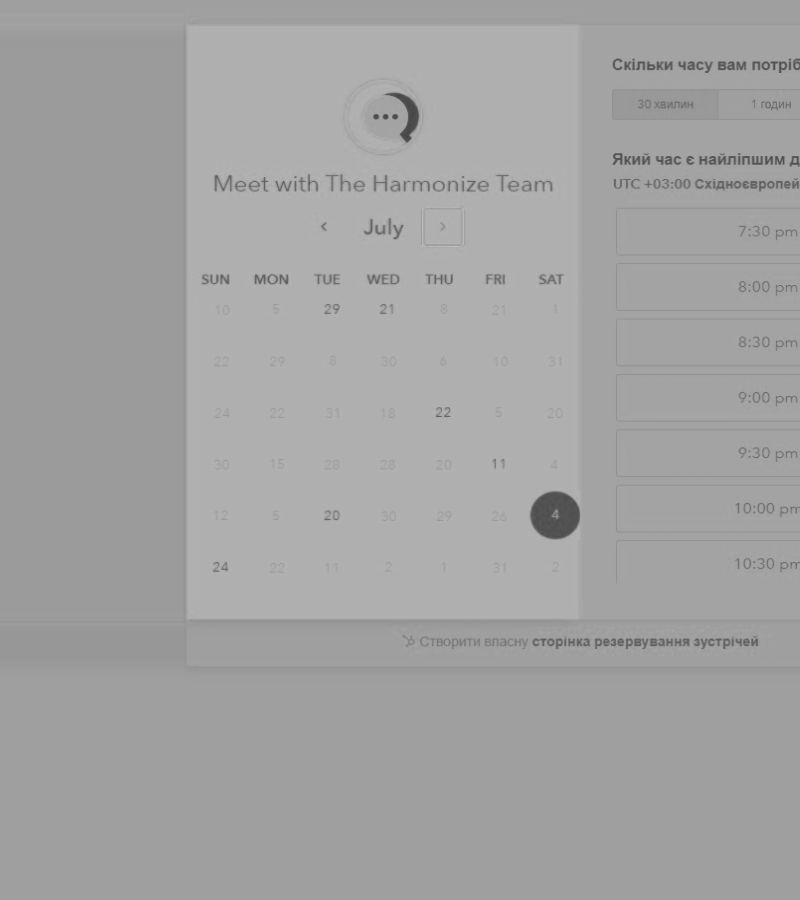 Meet with The Harmonize Team
July
SUN MON TUE WED THU FRI SAT
10 5 29 21 8 21 1
22 29 8 30 6 10 31
24 22 31 18 22 5 20
30 15 28 28 20 11 4
12 5 20 30 29 26 4
24 22 11 2 1 31 2
Скільки часу вам потріб
30 хвилин 1 годин
Який час є найліпшим д
UTC +03:00 Східноєвропей
7:30 pm
8:00 pm
8:30 pm
9:00 pm
9:30 pm
10:00 pm
10:30 pm
Створити власну сторінка резервування зустрічей